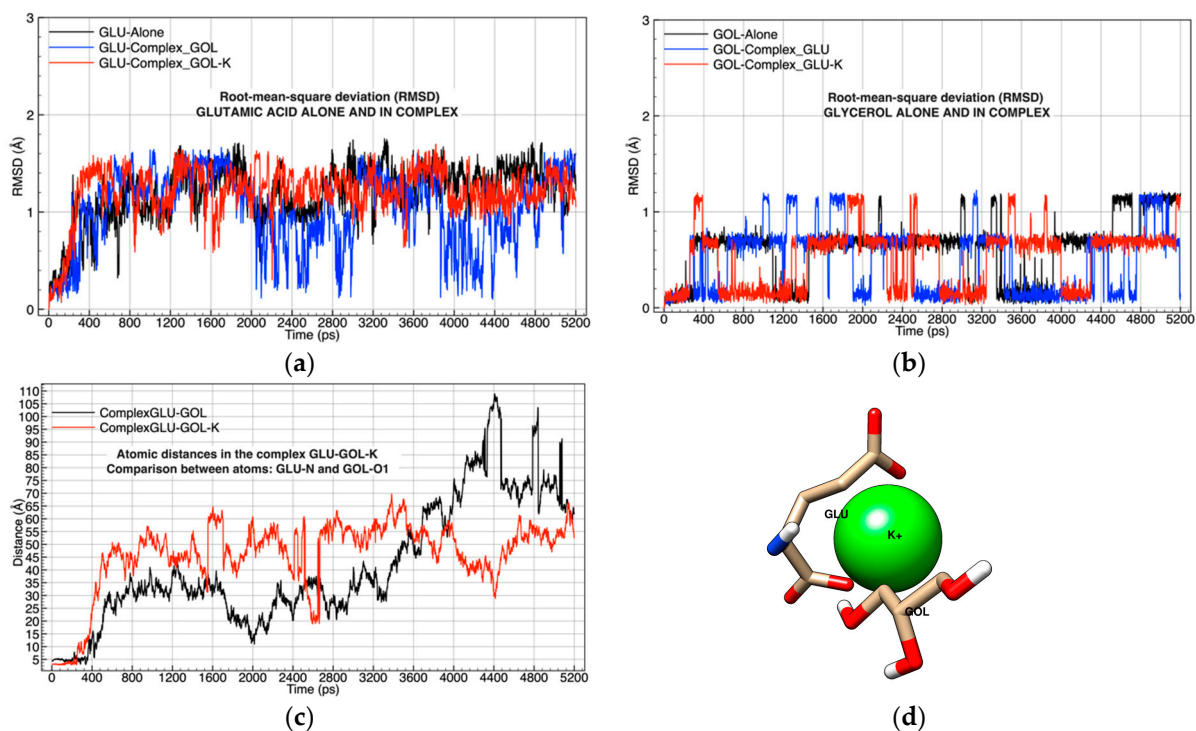 GLU-Alone
GLU-Complex_GOL
GLU-Complex_GOL-K
Root-mean-square deviation (RMSD)
GLUTAMIC ACID ALONE AND IN COMPLEX
RMSD (Å)
3
2
1
0
0 400 800 1200 1600 2000 2400 2800 3200 3600 4000 4400 4800 5200
Time (ps)
(a)
GOL-Alone
GOL-Complex_GLU
GOL-Complex_GLU-K
Root-mean-square deviation (RMSD)
GLYCEROL ALONE AND IN COMPLEX
RMSD (Å)
3
2
1
0
0 400 800 1200 1600 2000 2400 2800 3200 3600 4000 4400 4800 5200
Time (ps)
(b)
ComplexGLU-GOL
ComplexGLU-GOL-K
Atomic distances in the complex GLU-GOL-K
Comparison between atoms: GLU-N and GOL-O1
Distance (Å)
110
105
100
95
90
85
80
75
70
65
60
55
50
45
40
35
30
25
20
15
10
5
0 400 800 1200 1600 2000 2400 2800 3200 3600 4000 4400 4800 5200
Time (ps)
(c)
GLU
K+
GOL
(d)